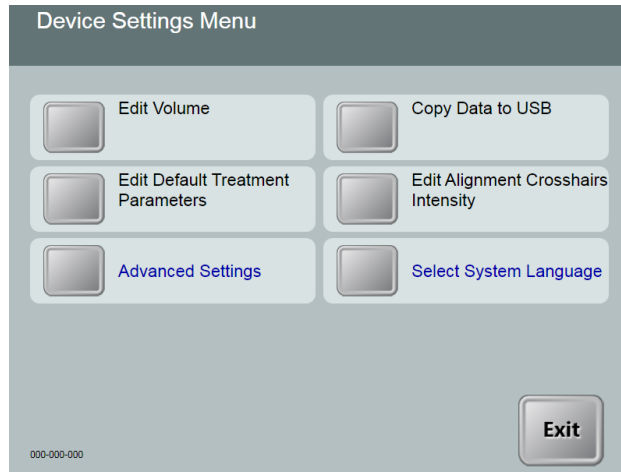 Device Settings Menu
Edit Volume
Copy Data to USB
Edit Default Treatment
Parameters
Edit Alignment Crosshairs
Intensity
Advanced Settings
Select System Language
Exit
000-000-000